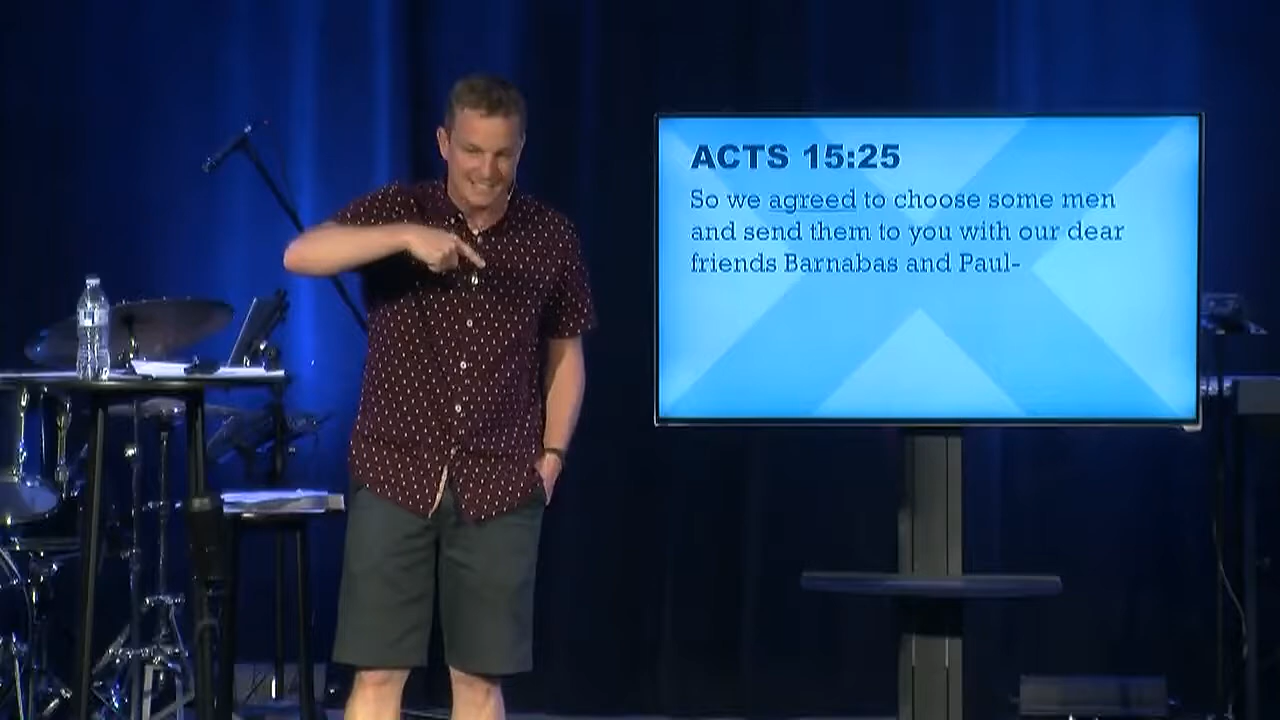 ACTS 15:25
So we agreed to choose some men
and send them to you with our dear
friends Barnabas and Paul-